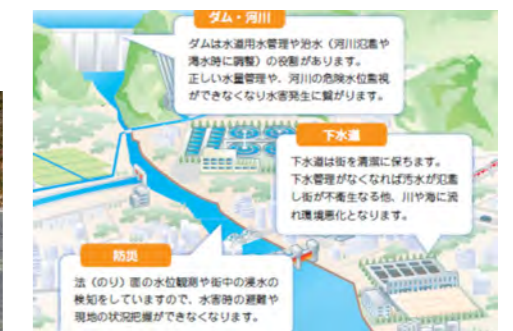 ダム・河川
ダムは水道用水管理や治水（河川氾濫や
渇水時に調整）の役割があります。
正しい水量管理や、河川の危険水位監視
ができなくなり水害発生に繋がります。
下水道
下水道は街を清潔に保ちます。
下水管理がなくなれば汚水が氾濫
し街が不衛生なる他、川や海に流
れ環境悪化となります。
防災
法（のり）面の水位観測や街中の浸水の
検知をしていますので、水害時の避難や
現地の状況把握ができなくなります。